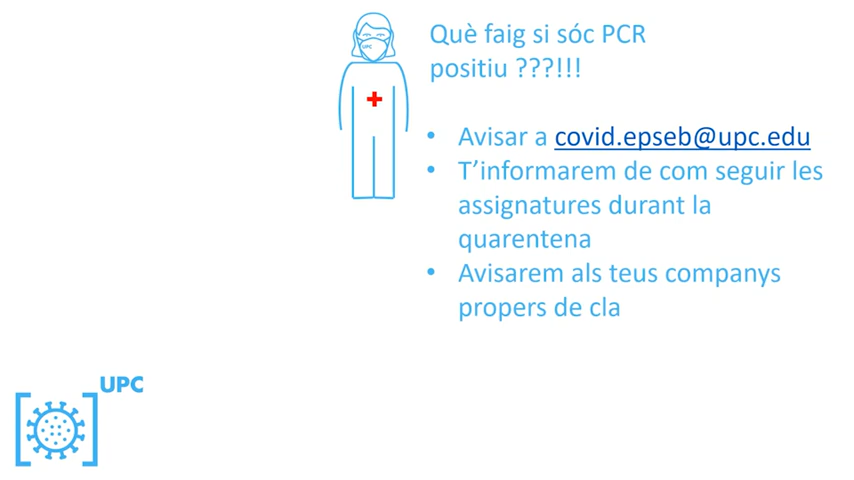 Què faig si sóc PCR
positiu ???!!!
• Avisar a covid.epseb@upc.edu
• T'informarem de com seguir les
assignatures durant la
quarentena
• Avisarem als teus companys
propers de cla
UPC
UPC